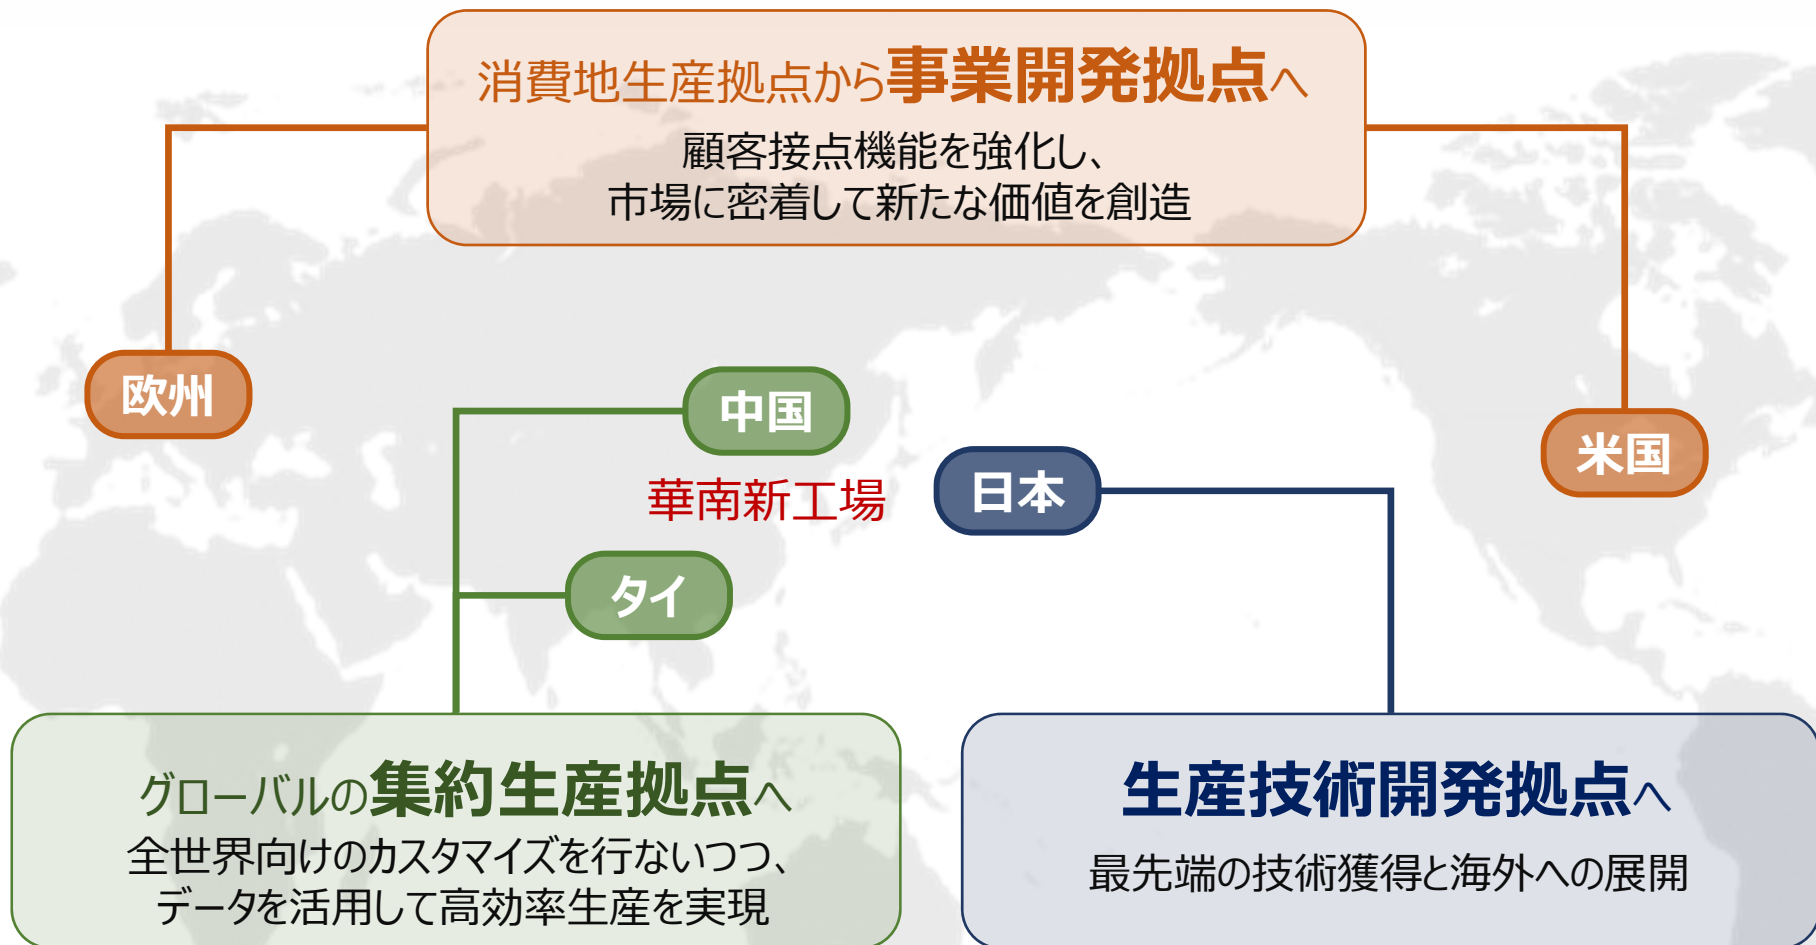 消費地生産拠点から事業開発拠点へ
顧客接点機能を強化し、
市場に密着して新たな価値を創造
欧州
中国
米国
華南新工場
日本
タイ
グローバルの集約生産拠点へ
全世界向けのカスタマイズを行ないつつ、
データを活用して高効率生産を実現
生産技術開発拠点へ
最先端の技術獲得と海外への展開